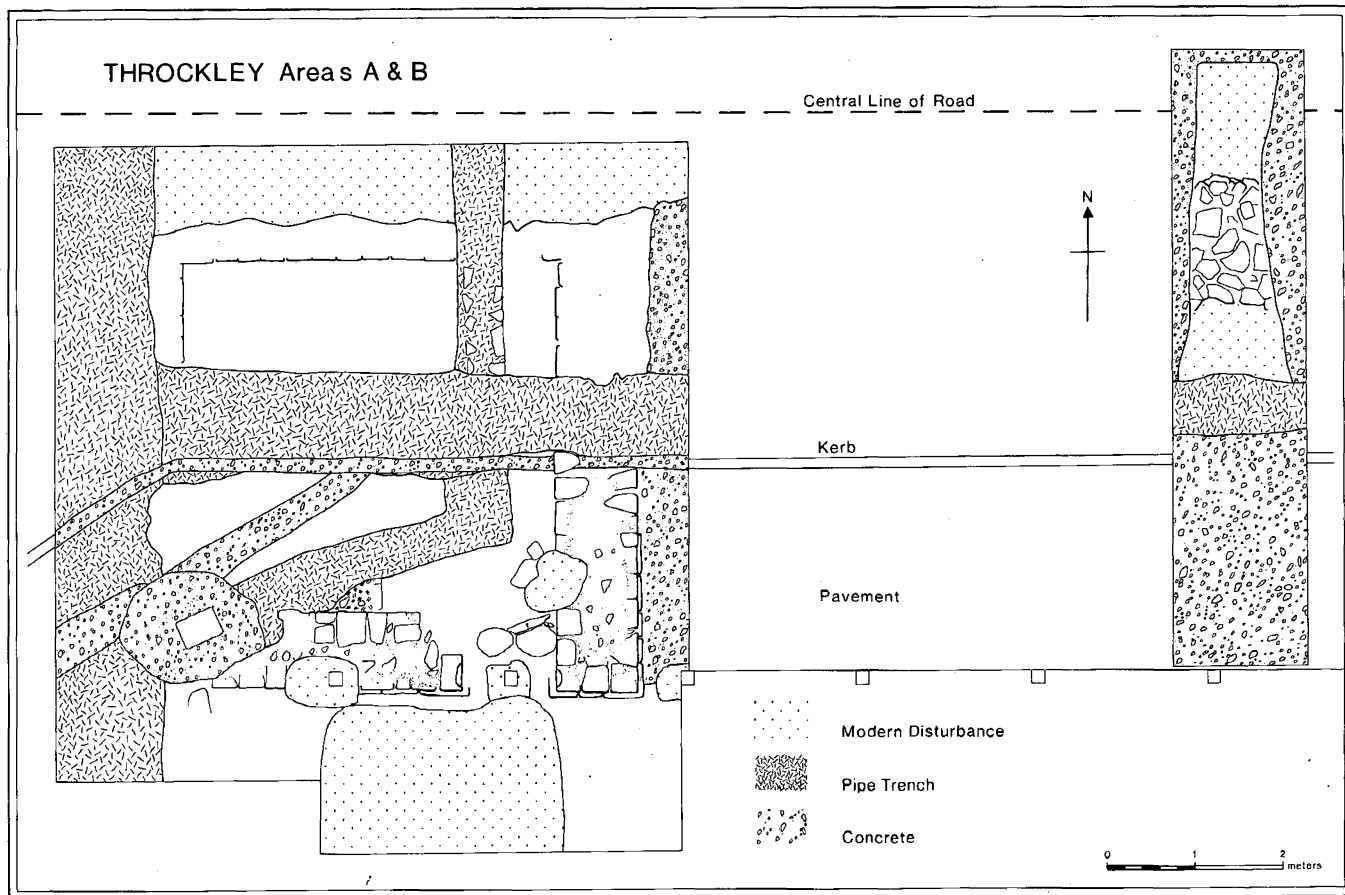 THROCKLEY Areas A & B
Central Line of Road
N
Kerb
Pavement
Modern Disturbance
Pipe Trench
Concrete
0 1 2
meters